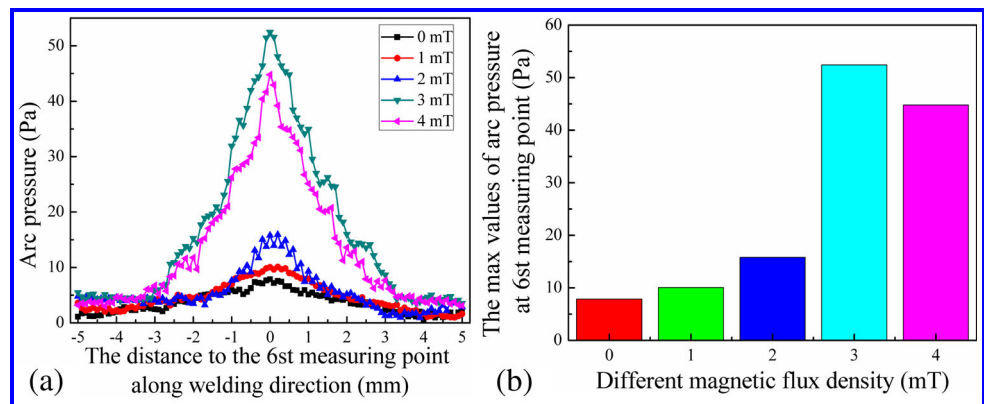 60
50
40
30
20
10
0
Arc pressure (Pa)
0 mT
1 mT
2 mT
3 mT
4 mT
-5 -4 -3 -2 -1 0 1 2 3 4 5
The distance to the 6st measuring point
along welding direction (mm)
(a)
60
50
40
30
20
10
0
The max values of arc pressure
at 6st measuring point (Pa)
0 1 2 3 4
Different magnetic flux density (mT)
(b)